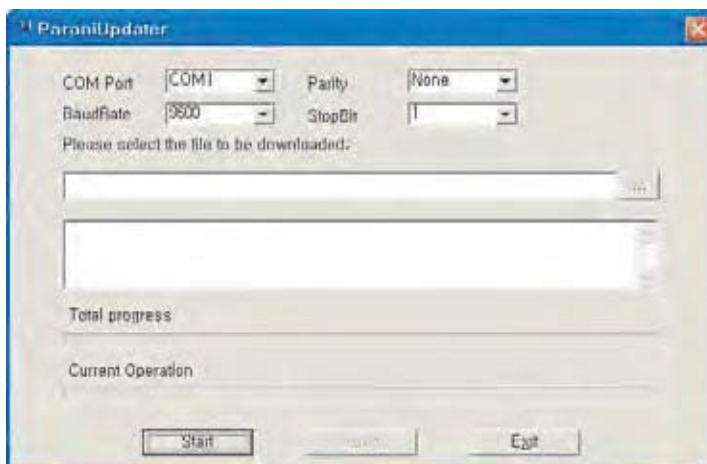 ParaniUpdater
COM Port COM1 Parity None
BaudRate 9600 StopBit 1
Please select the file to be downloaded.
...
Total progress
Current Operation
Start Exit